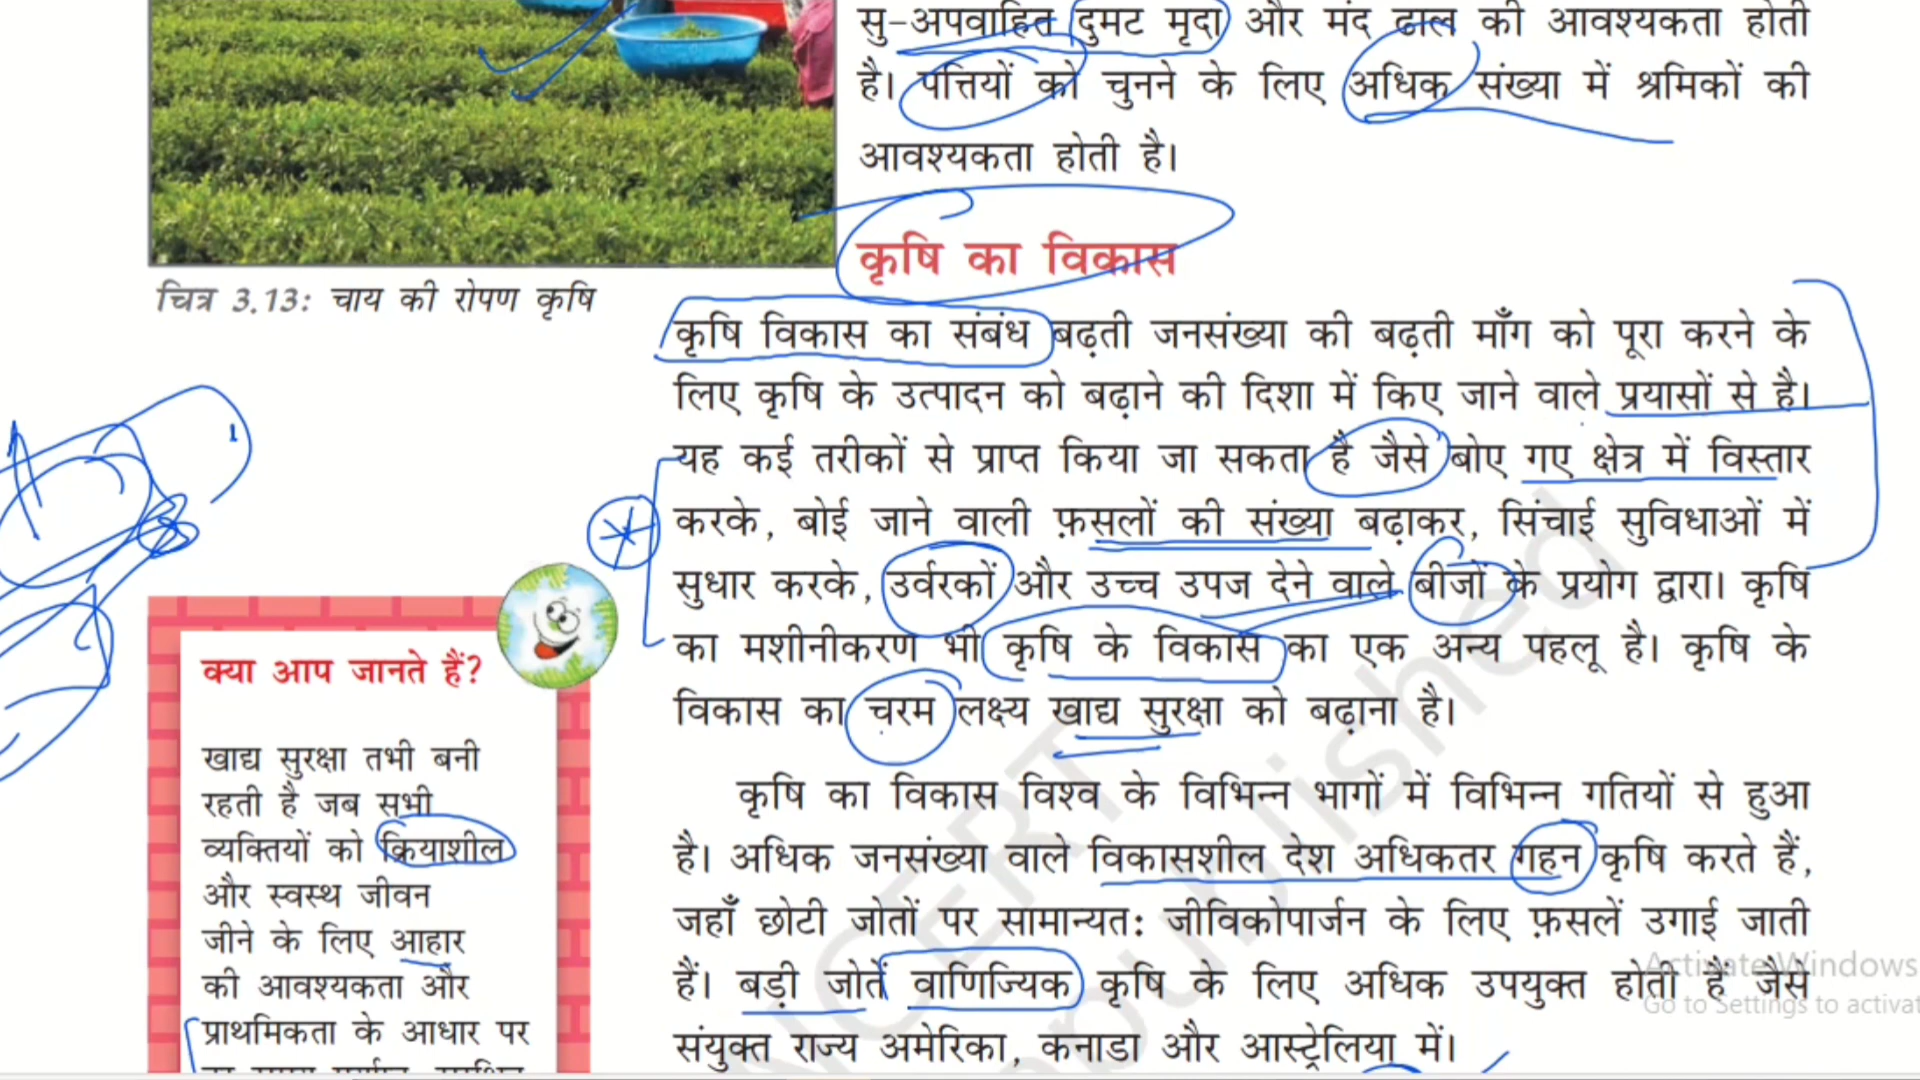 सु-अपवाहित दुमट मृदा और मंद ढाल की आवश्यकता होती
है। पत्तियों को चुनने के लिए अधिक संख्या में श्रमिकों की
आवश्यकता होती है।
चित्र 3.13: चाय की रोपण कृषि
कृषि का विकास
कृषि विकास का संबंध बढ़ती जनसंख्या की बढ़ती माँग को पूरा करने के
लिए कृषि के उत्पादन को बढ़ाने की दिशा में किए जाने वाले प्रयासों से है।
यह कई तरीकों से प्राप्त किया जा सकता है जैसे बोए गए क्षेत्र में विस्तार
करके, बोई जाने वाली फ़सलों की संख्या बढ़ाकर, सिंचाई सुविधाओं में
सुधार करके, उर्वरकों और उच्च उपज देने वाले बीजों के प्रयोग द्वारा। कृषि
का मशीनीकरण भी कृषि के विकास का एक अन्य पहलू है। कृषि के
विकास का चरम लक्ष्य खाद्य सुरक्षा को बढ़ाना है।
कृषि का विकास विश्व के विभिन्न भागों में विभिन्न गतियों से हुआ
है। अधिक जनसंख्या वाले विकासशील देश अधिकतर गहन कृषि करते हैं,
जहाँ छोटी जोतों पर सामान्यतः जीविकोपार्जन के लिए फ़सलें उगाई जाती
हैं। बड़ी जोतें वाणिज्यिक कृषि के लिए अधिक उपयुक्त होती हैं जैसे
संयुक्त राज्य अमेरिका, कनाडा और आस्ट्रेलिया में।
क्या आप जानते हैं?
खाद्य सुरक्षा तभी बनी
रहती है जब सभी
व्यक्तियों को क्रियाशील
और स्वस्थ जीवन
जीने के लिए आहार
की आवश्यकता और
प्राथमिकता के आधार पर
NCERT
published
Activate Windows
Go to Settings to activat